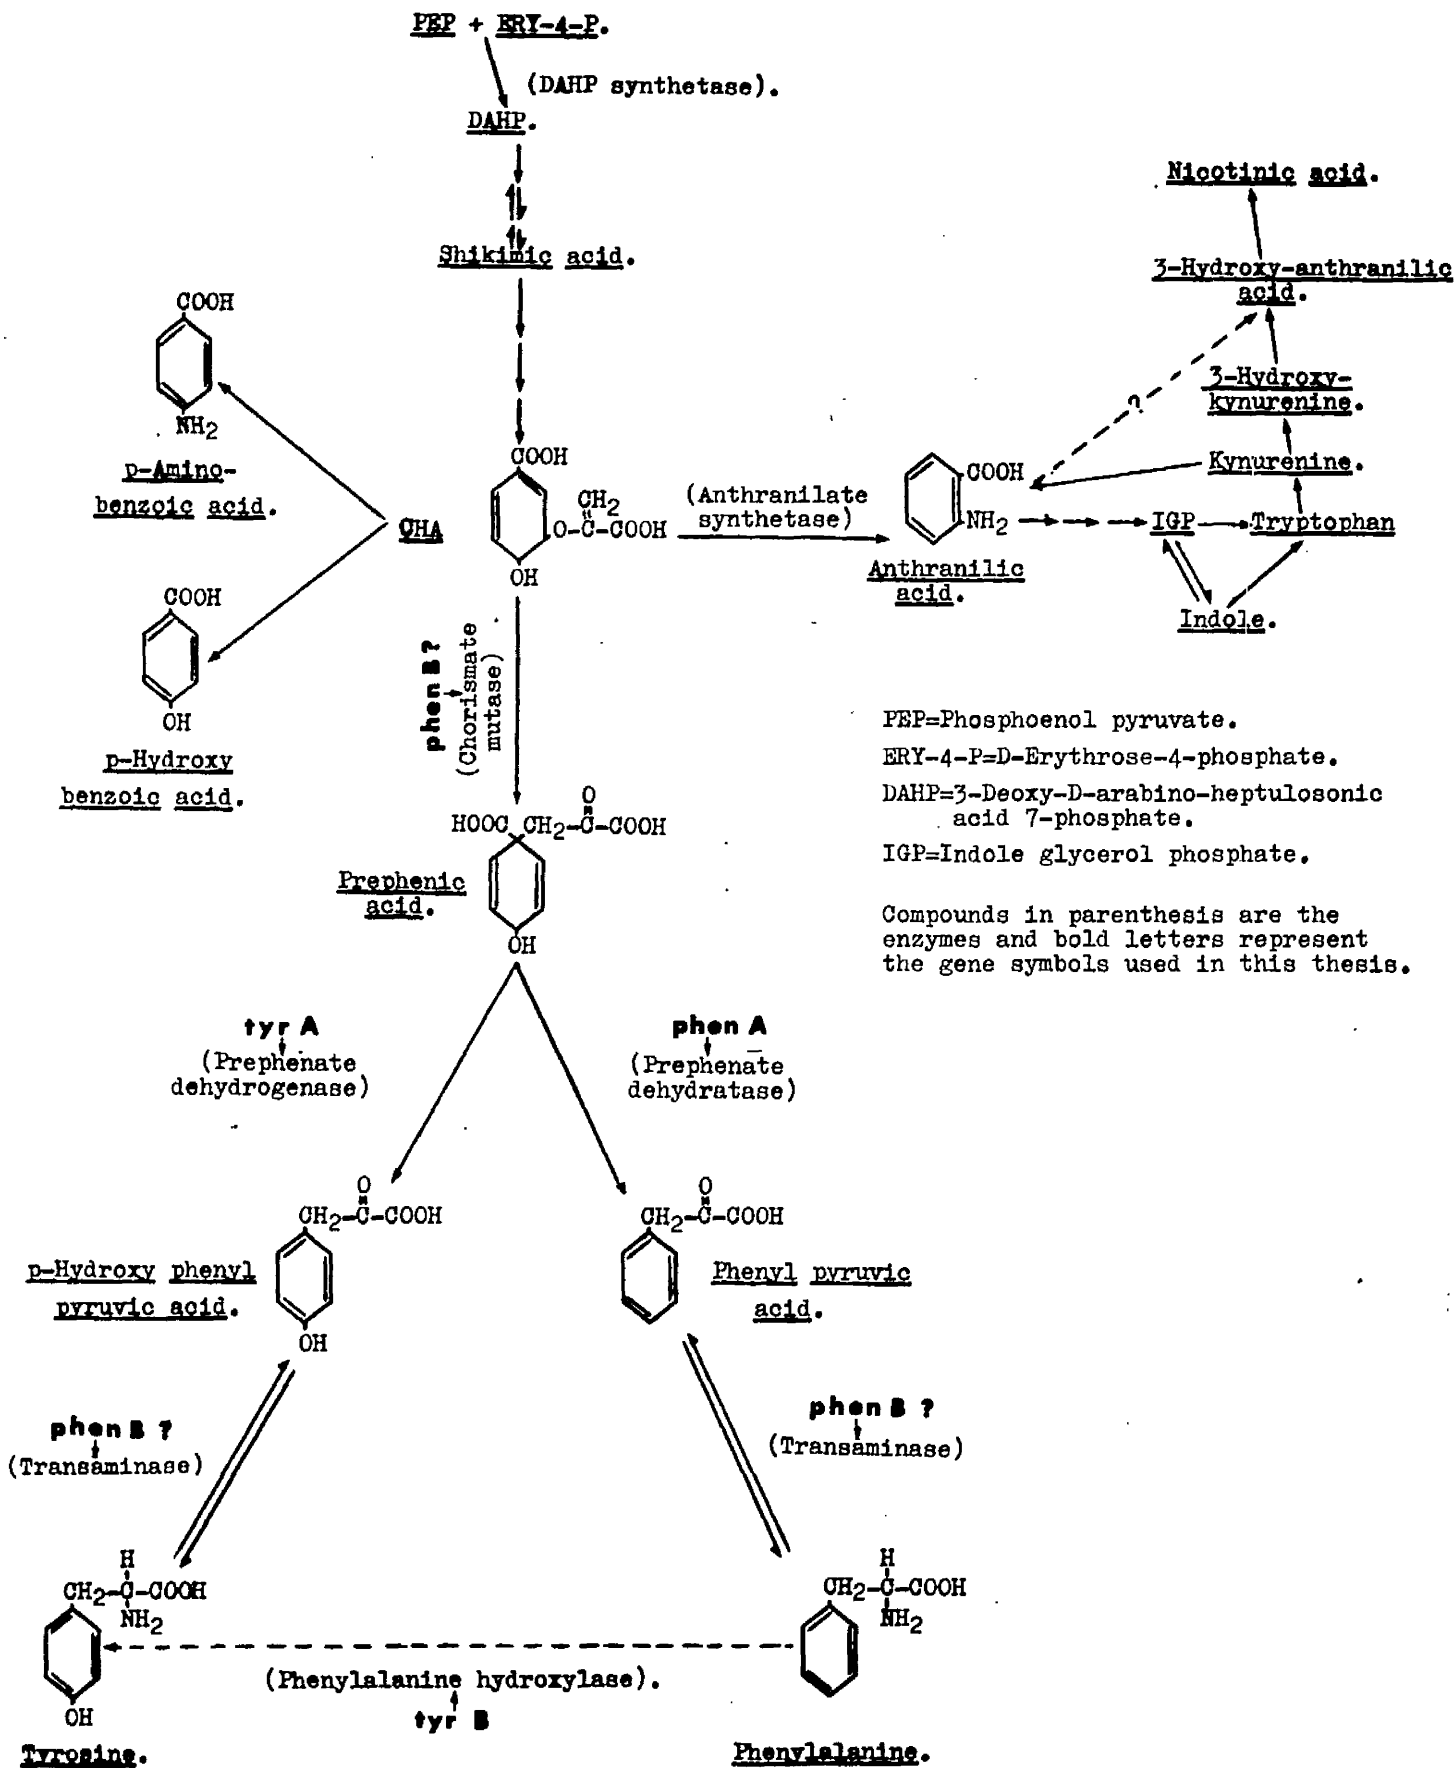 PEP + ERY-4-P.
(DAHP synthetase).
DAHP.
Shikimic acid.
Nicotinic acid.
3-Hydroxy-anthranilic
acid.
3-Hydroxy-
kynurenine.
?
Kynurenine.
COOH
NH2
p-Amino-
benzoic acid.
CHA
COOH
CH2
O-C-COOH
OH
(Anthranilate
synthetase)
COOH
NH2
Anthranilic
acid.
IGP
Tryptophan
Indole.
COOH
OH
p-Hydroxy
benzoic acid.
phen B ?
(Chorismate
mutase)
PEP=Phosphoenol pyruvate.
ERY-4-P=D-Erythrose-4-phosphate.
DAHP=3-Deoxy-D-arabino-heptulosonic
acid 7-phosphate.
IGP=Indole glycerol phosphate.
Compounds in parenthesis are the
enzymes and bold letters represent
the gene symbols used in this thesis.
O
HOOC CH2-C-COOH
Prephenic
acid.
OH
tyr A
(Prephenate
dehydrogenase)
phen A
(Prephenate
dehydratase)
O
CH2-C-COOH
p-Hydroxy phenyl
pyruvic acid.
OH
O
CH2-C-COOH
Phenyl pyruvic
acid.
phen B ?
(Transaminase)
phen B ?
(Transaminase)
H
CH2-C-COOH
NH2
OH
Tyrosine.
H
CH2-C-COOH
NH2
Phenylalanine.
(Phenylalanine hydroxylase).
tyr B